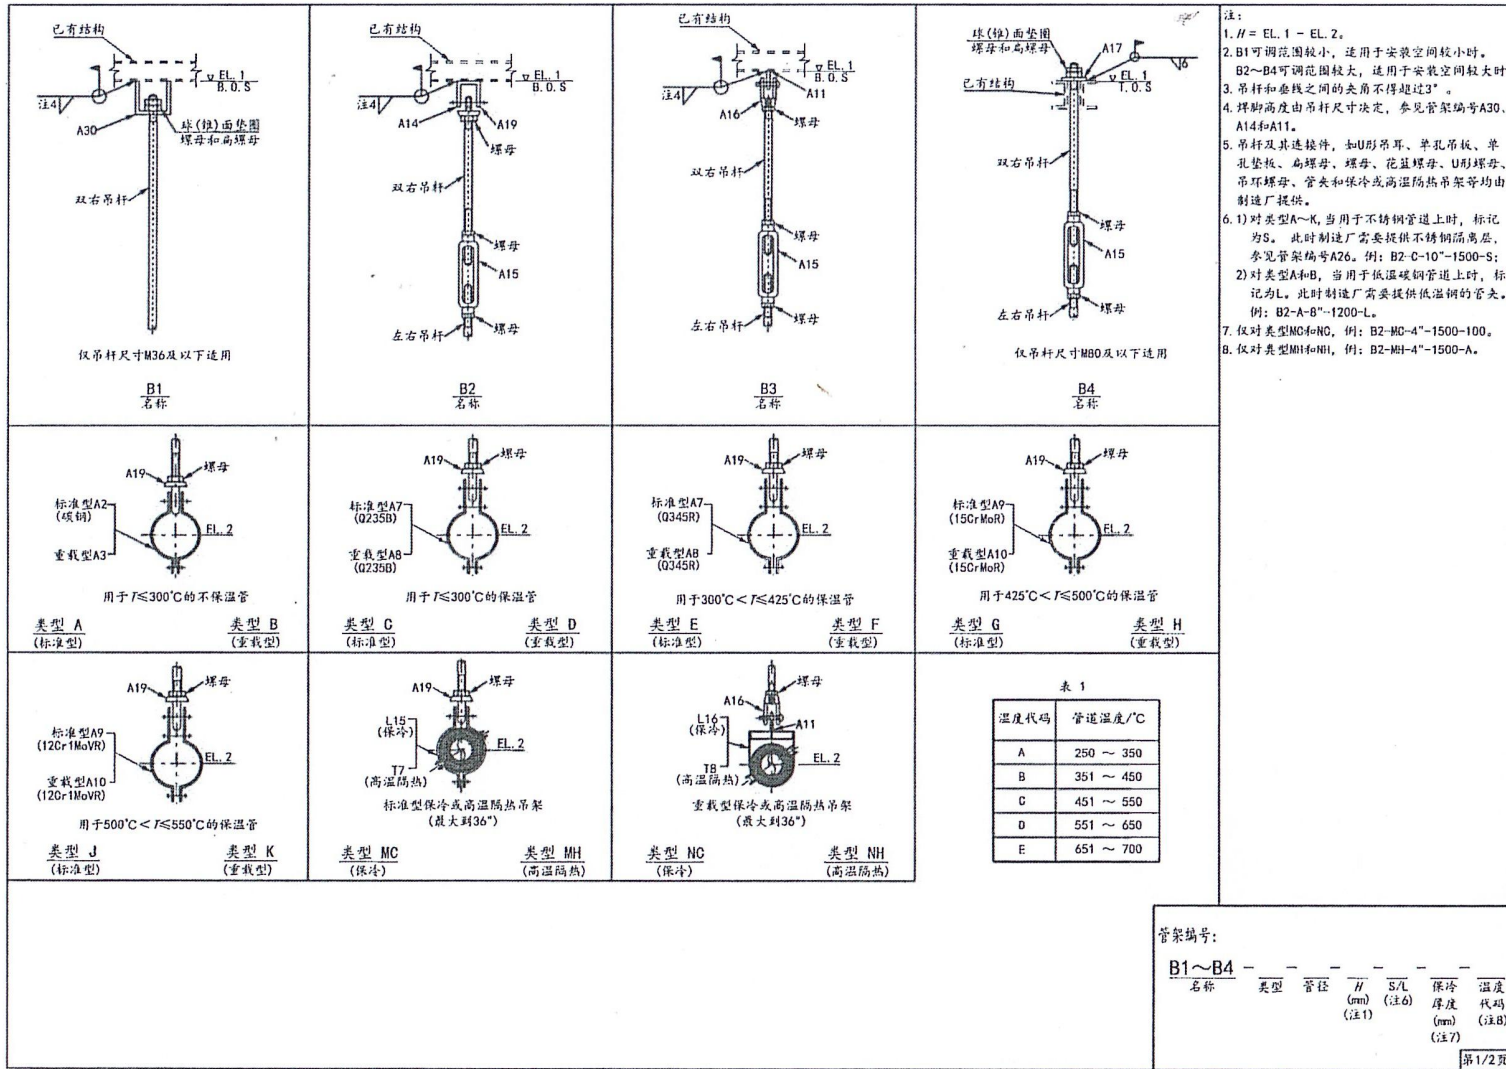 已有结构
EL.1
B.O.S
注4
A30
球(锥)面垫圈
螺母和扁螺母
双右吊杆
仅吊杆尺寸M36及以下适用
B1
名称
已有结构
EL.1
B.O.S
注4
A14
A19
螺母
双右吊杆
螺母
A15
左右吊杆
螺母
B2
名称
已有结构
EL.1
B.O.S
注4
A11
A16
螺母
双右吊杆
螺母
A15
左右吊杆
螺母
B3
名称
球(锥)面垫圈
螺母和扁螺母
A17
6
已有结构
EL.1
T.O.S
双右吊杆
螺母
A15
左右吊杆
螺母
仅吊杆尺寸M80及以下适用
B4
名称
注:
1. H = EL.1 - EL.2。
2. B1可调范围较小, 适用于安装空间较小时。
B2～B4可调范围较大, 适用于安装空间较大时
3. 吊杆和垂线之间的夹角不得超过3°。
4. 焊脚高度由吊杆尺寸决定, 参见管架编号A30、
A14和A11。
5. 吊杆及其连接件, 如U形吊耳、单孔吊板、单
孔垫板、扁螺母、螺母、花篮螺母、U形螺母、
吊环螺母、管夹和保冷或高温隔热吊架等均由
制造厂提供。
6. 1)对类型A～K, 当用于不锈钢管道上时, 标记
为S。 此时制造厂需要提供不锈钢隔离层,
参见管架编号A26。例: B2-C-10"-1500-S;
2)对类型A和B, 当用于低温碳钢管道上时, 标
记为L。此时制造厂需要提供低温钢的管夹。
例: B2-A-8"-1200-L。
7. 仅对类型MC和NC, 例: B2-MC-4"-1500-100。
8. 仅对类型MH和NH, 例: B2-MH-4"-1500-A。
A19
螺母
标准型A2
(碳钢)
重载型A3
EL.2
用于T≤300℃的不保温管
类型 A
(标准型)
类型 B
(重载型)
A19
螺母
标准型A7
(Q235B)
重载型A8
(Q235B)
EL.2
用于T≤300℃的保温管
类型 C
(标准型)
类型 D
(重载型)
A19
螺母
标准型A7
(Q345R)
重载型A8
(Q345R)
EL.2
用于300℃＜T≤425℃的保温管
类型 E
(标准型)
类型 F
(重载型)
A19
螺母
标准型A9
(15CrMoR)
重载型A10
(15CrMoR)
EL.2
用于425℃＜T≤500℃的保温管
类型 G
(标准型)
类型 H
(重载型)
A19
螺母
标准型A9
(12Cr1MoVR)
重载型A10
(12Cr1MoVR)
EL.2
用于500℃＜T≤550℃的保温管
类型 J
(标准型)
类型 K
(重载型)
A19
螺母
L15
(保冷)
T7
(高温隔热)
EL.2
标准型保冷或高温隔热吊架
(最大到36")
类型 MC
(保冷)
类型 MH
(高温隔热)
A16
螺母
L16
(保冷)
A11
T8
(高温隔热)
EL.2
重载型保冷或高温隔热吊架
(最大到36")
类型 NC
(保冷)
类型 NH
(高温隔热)
表 1
温度代码 管道温度/℃
A 250 ～ 350
B 351 ～ 450
C 451 ～ 550
D 551 ～ 650
E 651 ～ 700
管架编号:
B1～B4 - - - - - -
名称 类型 管径 H S/L 保冷 温度
(mm) (注6) 厚度 代码
(注1) (mm) (注8)
(注7)
第1/2页